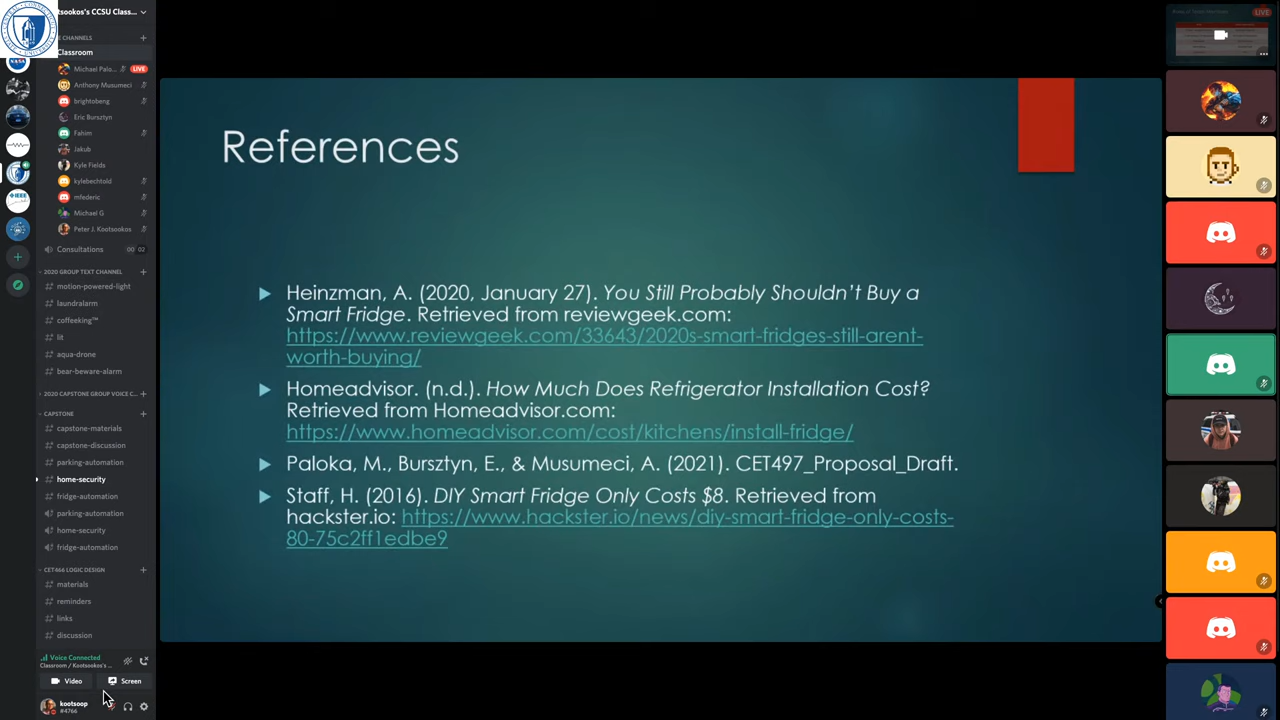 ootsookos's CCSU Class...
E CHANNELS
Classroom
Michael Palo...
LIVE
Anthony Musumeci
brightobeng
Eric Bursztyn
Fahim
Jakub
Kyle Fields
kylebechtold
mfederic
Michael G
Peter J. Kootsookos
Consultations
00 02
2020 GROUP TEXT CHANNEL
motion-powered-light
laundralarm
coffeeking™
lit
aqua-drone
bear-beware-alarm
2020 CAPSTONE GROUP VOICE C...
CAPSTONE
capstone-materials
capstone-discussion
parking-automation
home-security
fridge-automation
parking-automation
home-security
fridge-automation
CET466 LOGIC DESIGN
materials
reminders
links
discussion
Voice Connected
Classroom / Kootsookos's ...
Video
Screen
kootsoop
#4766
References
Heinzman, A. (2020, January 27). You Still Probably Shouldn't Buy a
Smart Fridge. Retrieved from reviewgeek.com:
https://www.reviewgeek.com/33643/2020s-smart-fridges-still-arent-
worth-buying/
Homeadvisor. (n.d.). How Much Does Refrigerator Installation Cost?
Retrieved from Homeadvisor.com:
https://www.homeadvisor.com/cost/kitchens/install-fridge/
Paloka, M., Bursztyn, E., & Musumeci, A. (2021). CET497_Proposal_Draft.
Staff, H. (2016). DIY Smart Fridge Only Costs $8. Retrieved from
hackster.io: https://www.hackster.io/news/diy-smart-fridge-only-costs-
80-75c2ff1edbe9
LIVE